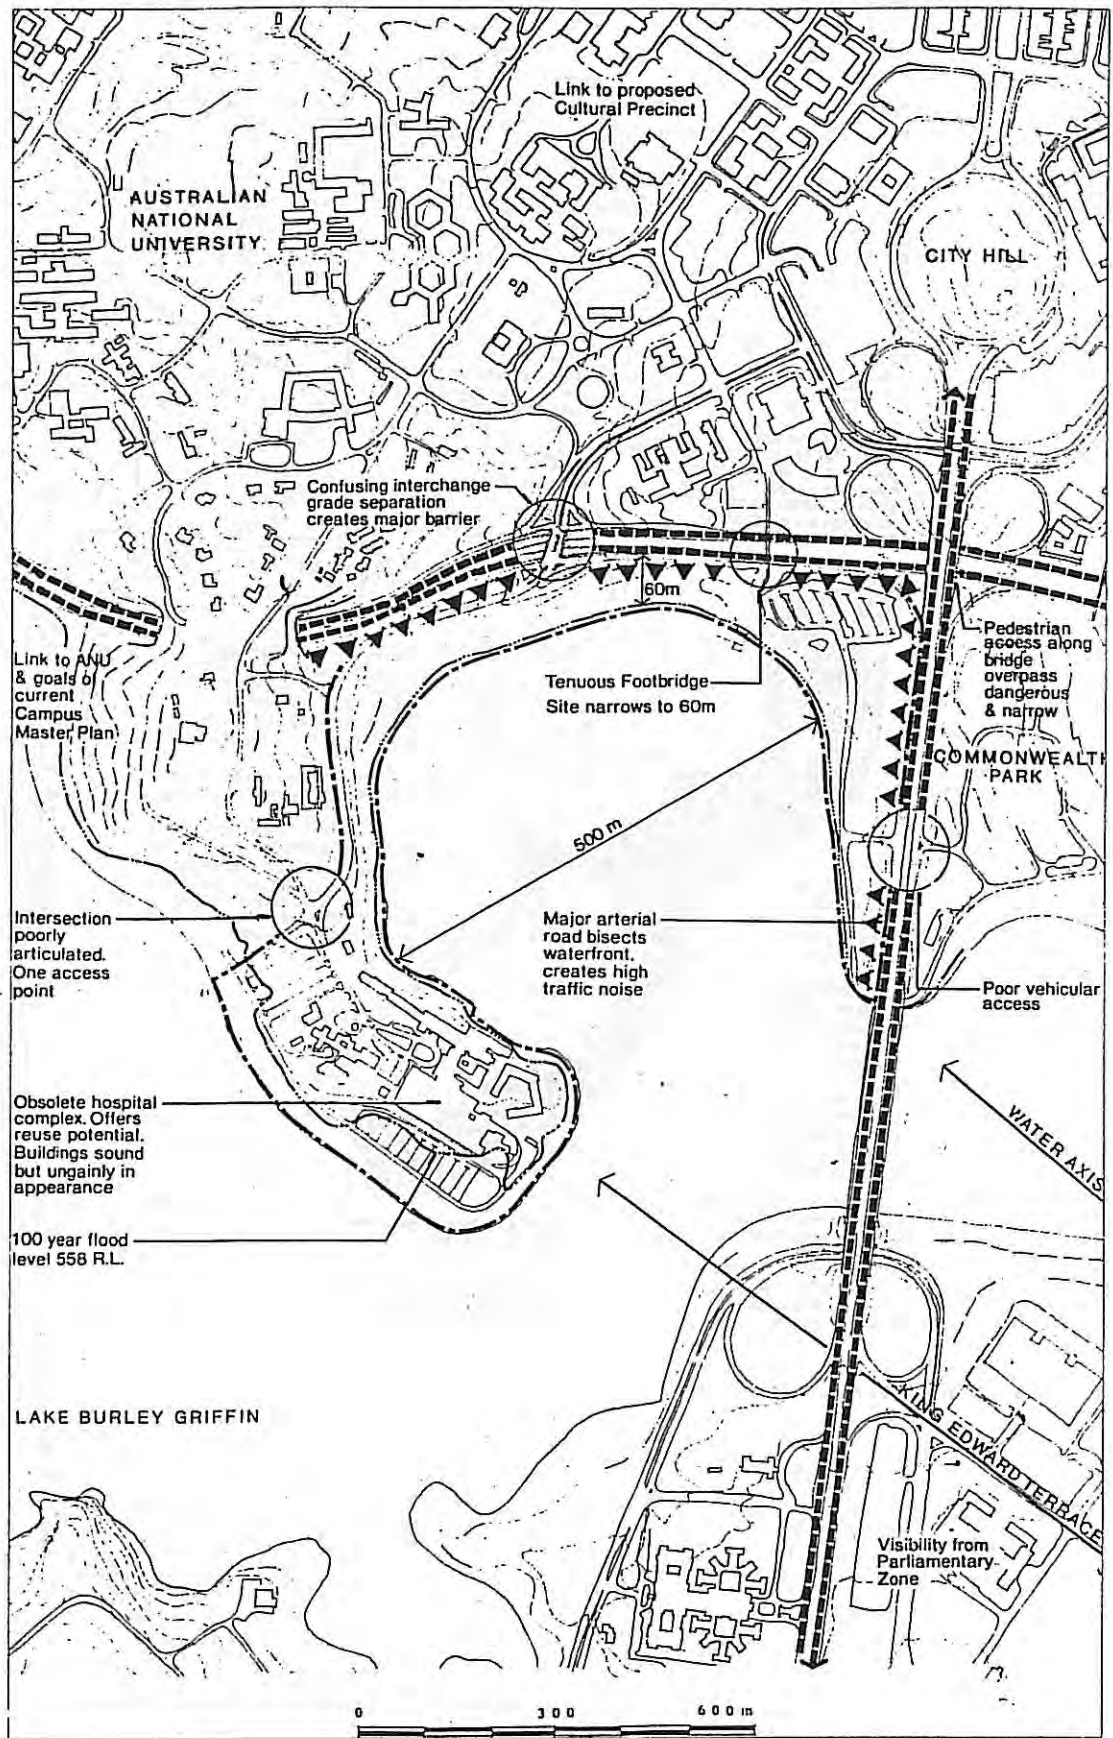 Link to proposed
Cultural Precinct
AUSTRALIAN
NATIONAL
UNIVERSITY
CITY HILL
Confusing interchange
grade separation
creates major barrier
60m
Link to ANU
& goals of
current
Campus
Master Plan
Tenuous Footbridge
Site narrows to 60m
Pedestrian
access along
bridge
overpass
dangerous
& narrow
COMMONWEALTH
PARK
500 m
Intersection
poorly
articulated.
One access
point
Major arterial
road bisects
waterfront,
creates high
traffic noise
Poor vehicular
access
Obsolete hospital
complex. Offers
reuse potential.
Buildings sound
but ungainly in
appearance
WATER AXIS
100 year flood
level 558 R.L.
LAKE BURLEY GRIFFIN
KING EDWARD TERRACE
Visibility from
Parliamentary
Zone
0 300 600 m